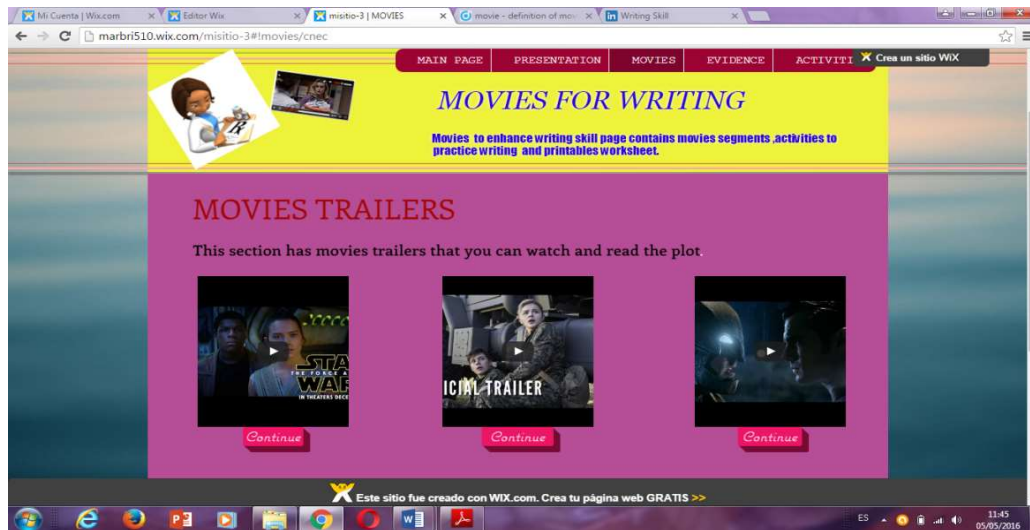 Mi Cuenta | Wix.com
Editor Wix
misitio-3 | MOVIES
movie - definition of mov
Writing Skill
marbri510.wix.com/misitio-3#!movies/cnec
MAIN PAGE PRESENTATION MOVIES EVIDENCE ACTIVITI
Crea un sitio WiX
MOVIES FOR WRITING
Movies to enhance writing skill page contains movies segments ,activities to
practice writing and printables worksheet.
MOVIES TRAILERS
This section has movies trailers that you can watch and read the plot.
STA
THE FORCE A
WAR
IN THEATERS DECE
ICIAL TRAILER
Continue
Continue
Continue
Este sitio fue creado con WIX.com. Crea tu página web GRATIS >>
ES
11:45
05/05/2016